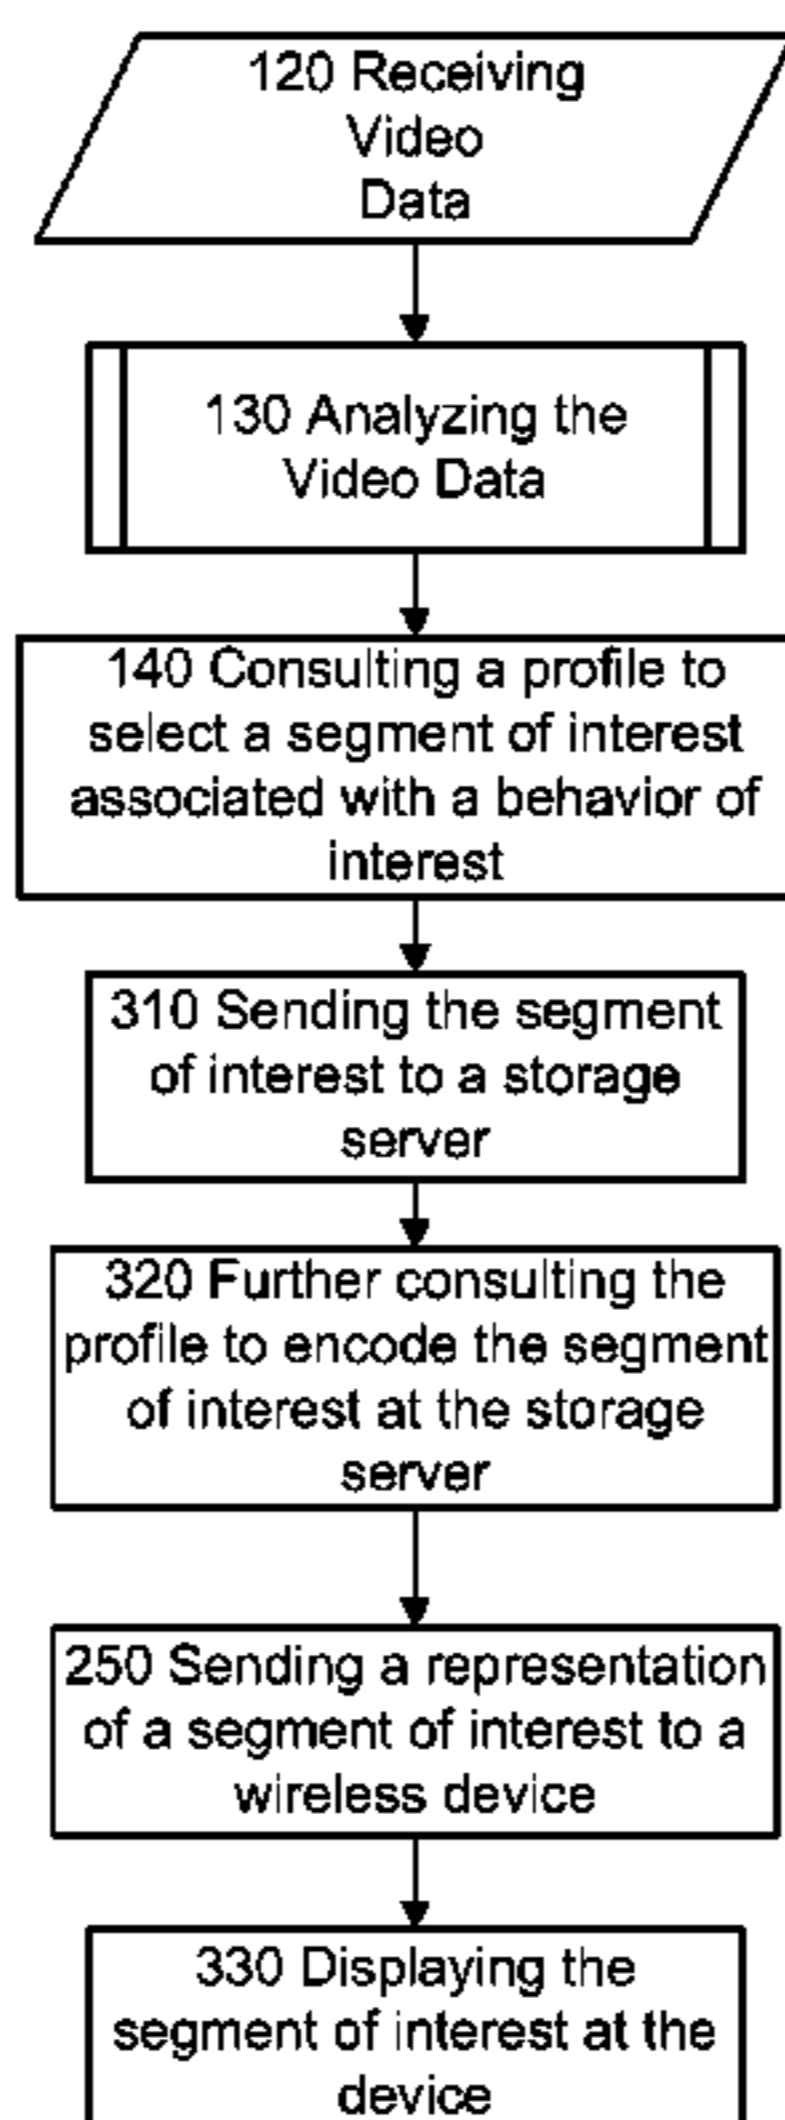 120 Receiving
Video
Data
130 Analyzing the
Video Data
140 Consulting a profile to
select a segment of interest
associated with a behavior of
interest
310 Sending the segment
of interest to a storage
server
320 Further consulting the
profile to encode the segment
of interest at the storage
server
250 Sending a representation
of a segment of interest to a
wireless device
330 Displaying the
segment of interest at the
device